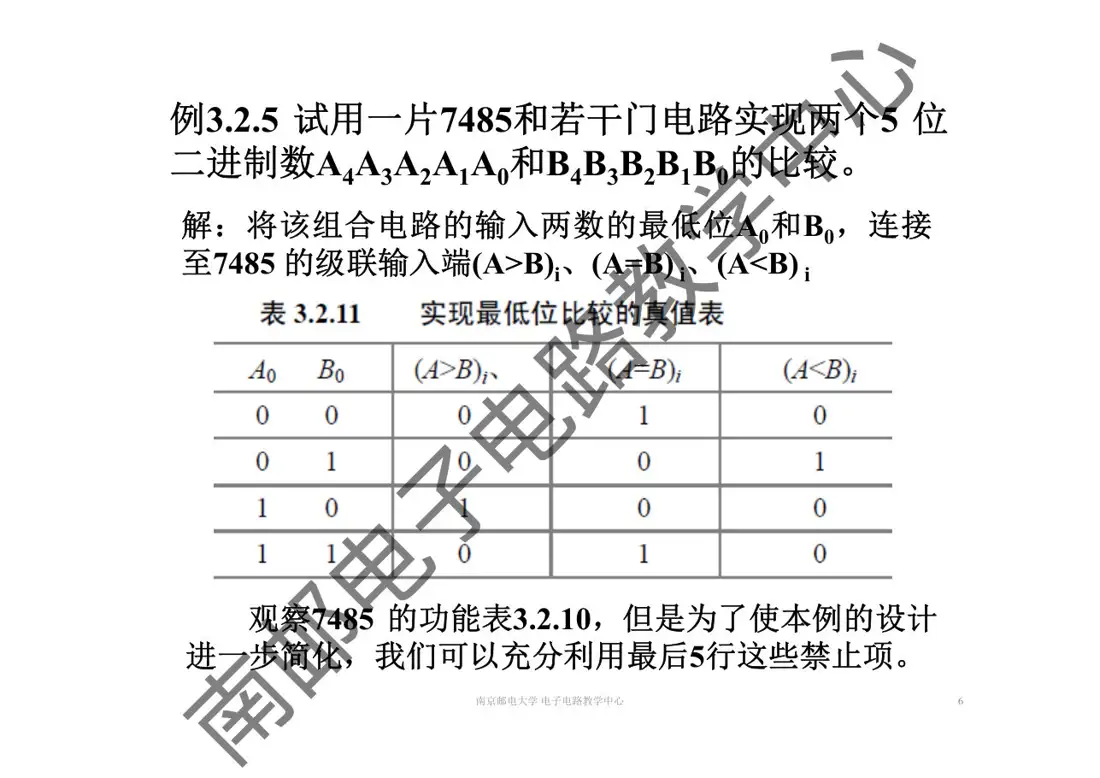 例3.2.5 试用一片7485和若干门电路实现两个5 位
二进制数A4A3A2A1A0和B4B3B2B1B0的比较。
解：将该组合电路的输入两数的最低位A0和B0，连接
至7485 的级联输入端(A>B)i、(A=B) i、(A<B) i
表 3.2.11 实现最低位比较的真值表
A0 B0 (A>B)i、 (A=B)i (A<B)i
0 0 0 1 0
0 1 0 0 1
1 0 1 0 0
1 1 0 1 0
观察7485 的功能表3.2.10，但是为了使本例的设计
进一步简化，我们可以充分利用最后5行这些禁止项。
南京邮电大学 电子电路教学中心 6
南邮电子电路教学中心